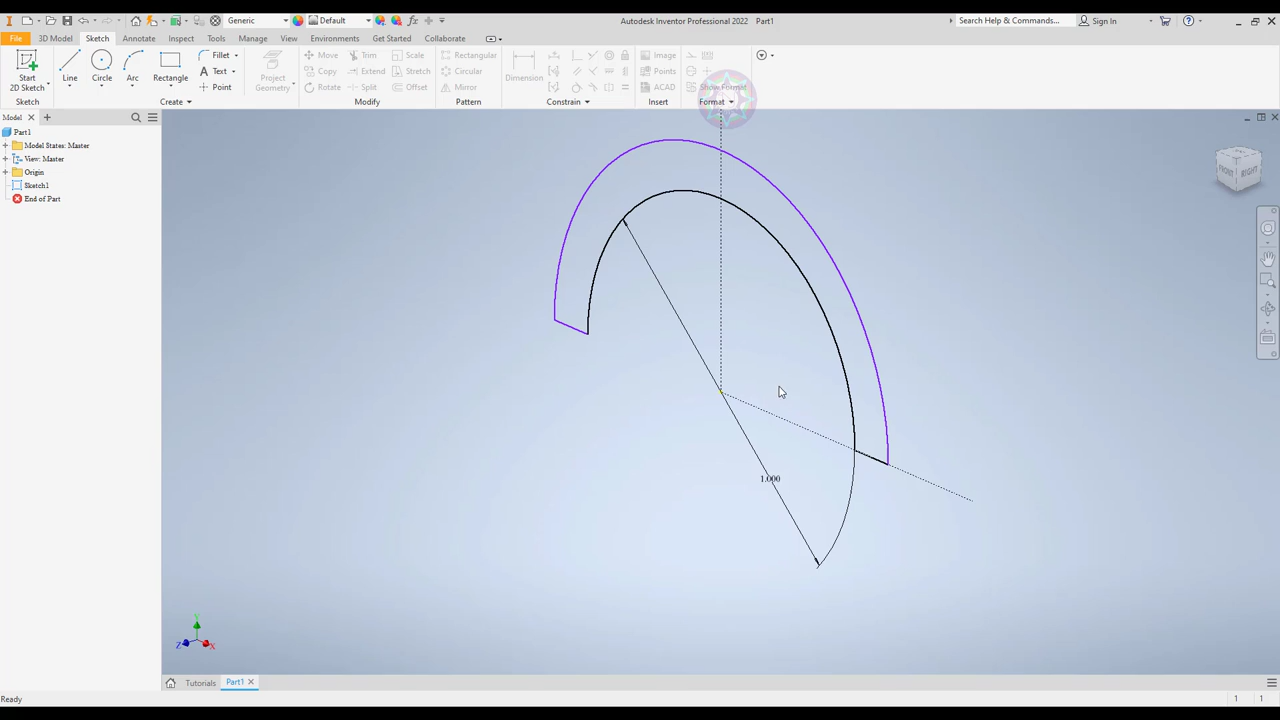 Generic
Default
Autodesk Inventor Professional 2022 Part1
Search Help & Commands...
Sign In
File
3D Model
Sketch
Annotate
Inspect
Tools
Manage
View
Environments
Get Started
Collaborate
Start
2D Sketch
Line
Circle
Arc
Rectangle
Fillet
Text
Point
Project
Geometry
Move
Trim
Scale
Copy
Extend
Stretch
Rotate
Split
Offset
Rectangular
Circular
Mirror
Dimension
Image
Points
ACAD
Show Format
Sketch
Create
Modify
Pattern
Constrain
Insert
Format
Model
Part1
Model States: Master
View: Master
Origin
Sketch1
End of Part
FRONT
RIGHT
1.000
Y
Z
X
Tutorials
Part1
Ready
1
1